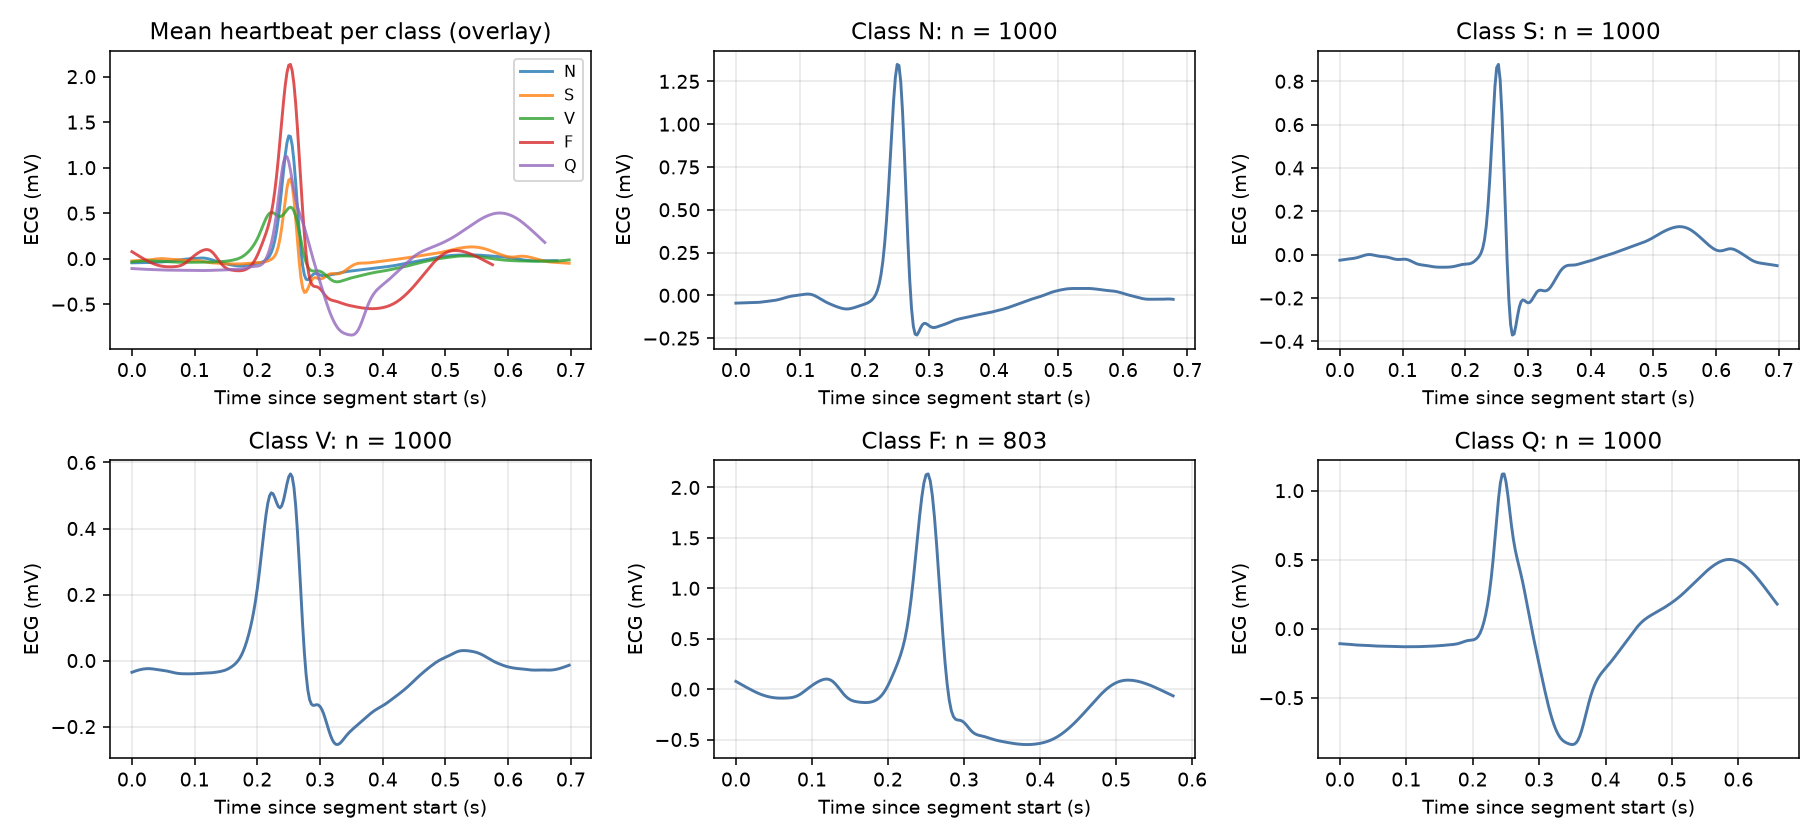 Mean heartbeat per class (overlay)
ECG (mV)
2.0
1.5
1.0
0.5
0.0
−0.5
N
S
V
F
Q
0.0 0.1 0.2 0.3 0.4 0.5 0.6 0.7
Time since segment start (s)
Class N: n = 1000
ECG (mV)
1.25
1.00
0.75
0.50
0.25
0.00
−0.25
0.0 0.1 0.2 0.3 0.4 0.5 0.6 0.7
Time since segment start (s)
Class S: n = 1000
ECG (mV)
0.8
0.6
0.4
0.2
0.0
−0.2
−0.4
0.0 0.1 0.2 0.3 0.4 0.5 0.6 0.7
Time since segment start (s)
Class V: n = 1000
ECG (mV)
0.6
0.4
0.2
0.0
−0.2
0.0 0.1 0.2 0.3 0.4 0.5 0.6 0.7
Time since segment start (s)
Class F: n = 803
ECG (mV)
2.0
1.5
1.0
0.5
0.0
−0.5
0.0 0.1 0.2 0.3 0.4 0.5 0.6
Time since segment start (s)
Class Q: n = 1000
ECG (mV)
1.0
0.5
0.0
−0.5
0.0 0.1 0.2 0.3 0.4 0.5 0.6
Time since segment start (s)